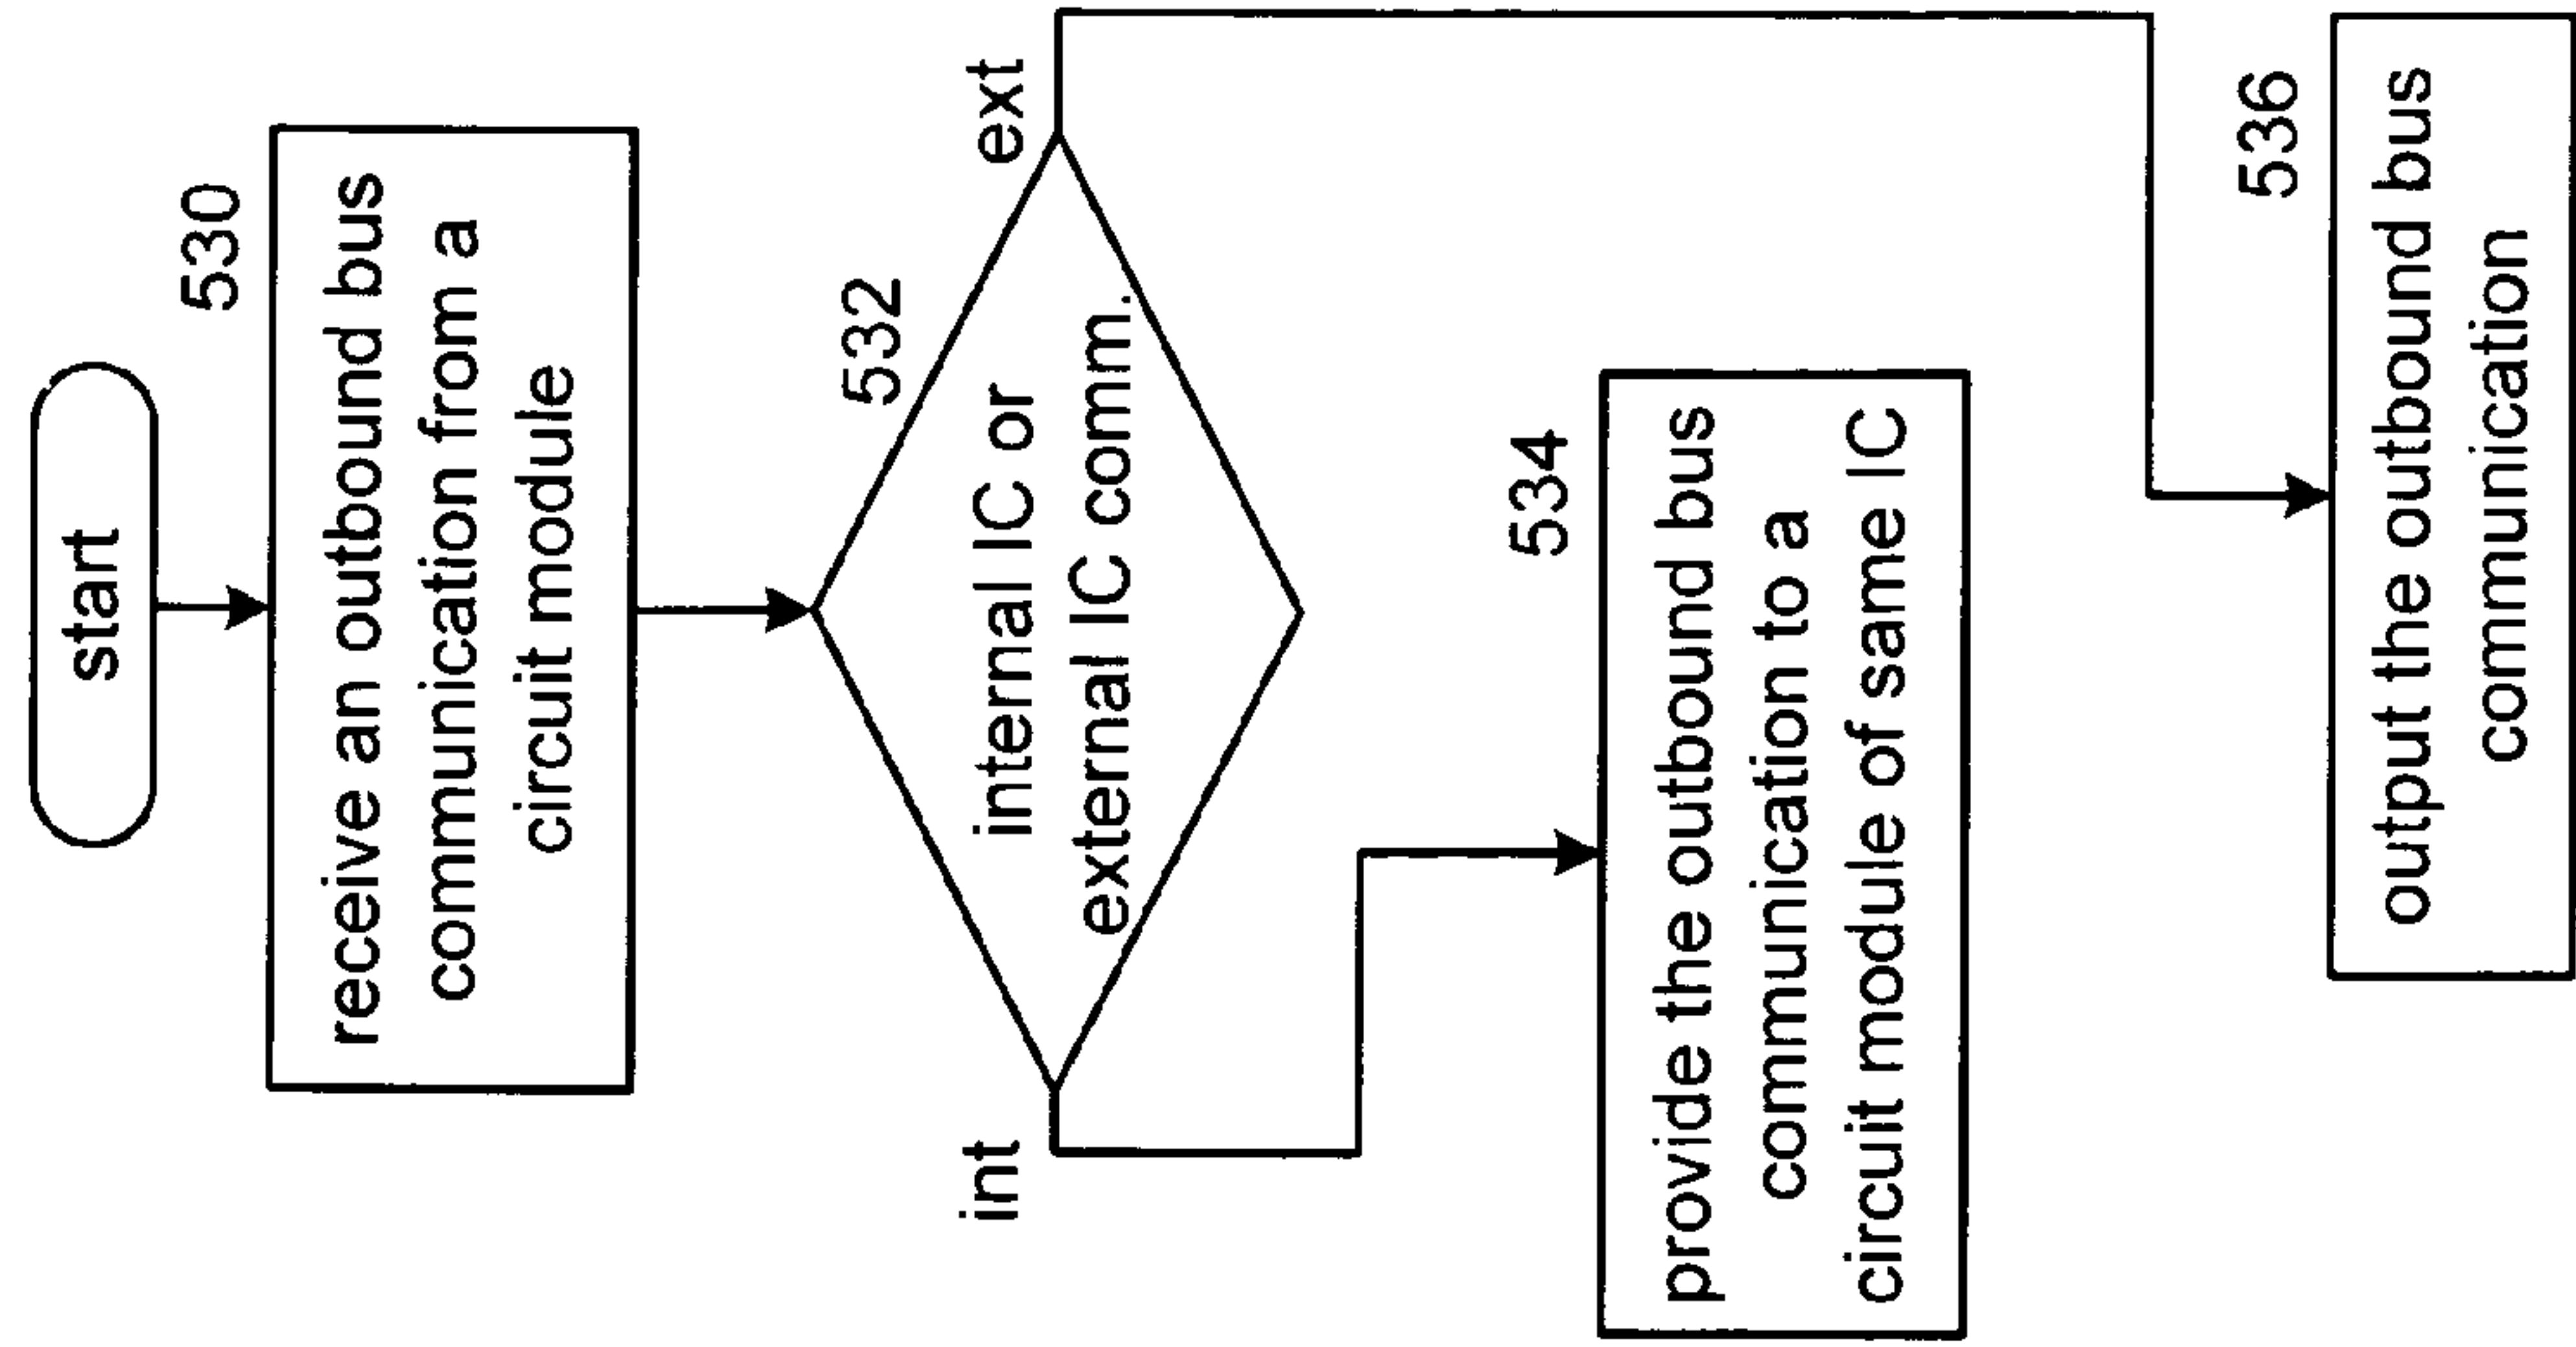 start
530
receive an outbound bus
communication from a
circuit module
532
internal IC or
external IC comm.
int
ext
534
provide the outbound bus
communication to a
circuit module of same IC
536
output the outbound bus
communication